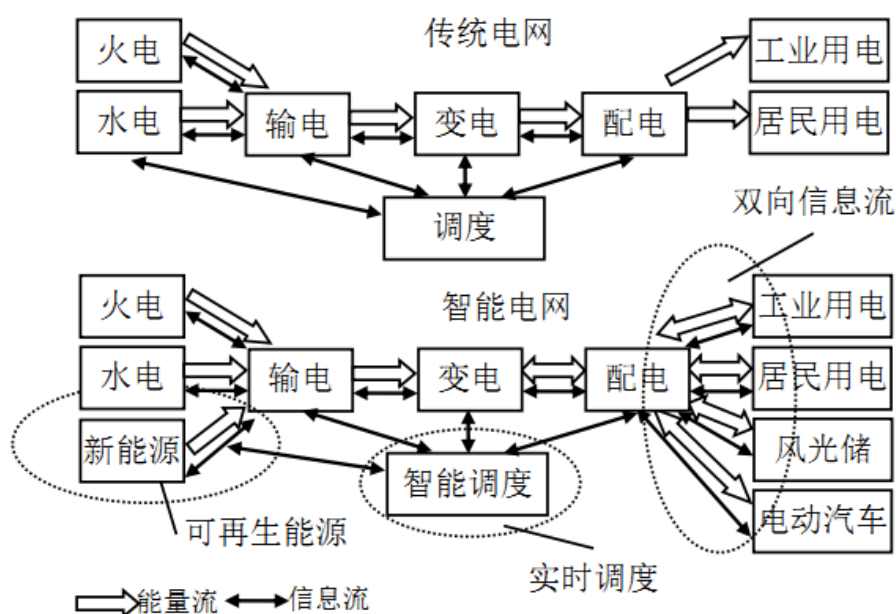 传统电网
火电
工业用电
水电
输电
变电
配电
居民用电
调度
双向信息流
智能电网
火电
工业用电
水电
输电
变电
配电
居民用电
新能源
智能调度
风光储
电动汽车
可再生能源
实时调度
能量流
信息流